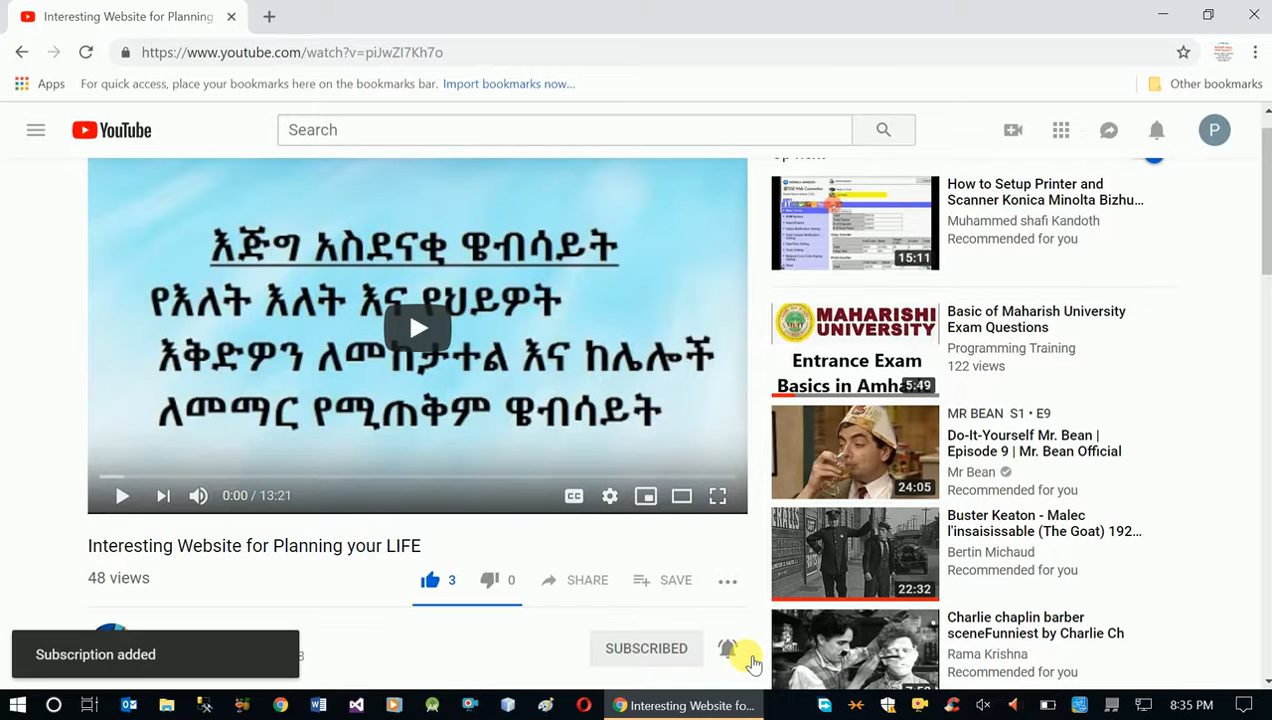 Interesting Website for Planning
https://www.youtube.com/watch?v=piJwZI7Kh7o
Apps For quick access, place your bookmarks here on the bookmarks bar. Import bookmarks now... Other bookmarks
YouTube
Search
P
እጅግ አስደናቂ ዌብሳይት
የእለት እለት እና የህይዎት
እቅድዎን ለመከታተል እና ከሌሎች
ለመማር የሚጠቅም ዌብሳይት
0:00 / 13:21
CC
Interesting Website for Planning your LIFE
48 views
3 0 SHARE SAVE
Subscription added
SUBSCRIBED
15:11
How to Setup Printer and
Scanner Konica Minolta Bizhu...
Muhammed shafi Kandoth
Recommended for you
MAHARISHI
UNIVERSITY
Entrance Exam
5:49
Basic of Maharish University
Exam Questions
Programming Training
122 views
24:05
MR BEAN S1 • E9
Do-It-Yourself Mr. Bean |
Episode 9 | Mr. Bean Official
Mr Bean
Recommended for you
22:32
Buster Keaton - Malec
l'insaisissable (The Goat) 192...
Bertin Michaud
Recommended for you
Charlie chaplin barber
sceneFunniest by Charlie Ch
Rama Krishna
Recommended for you
Interesting Website fo...
8:35 PM